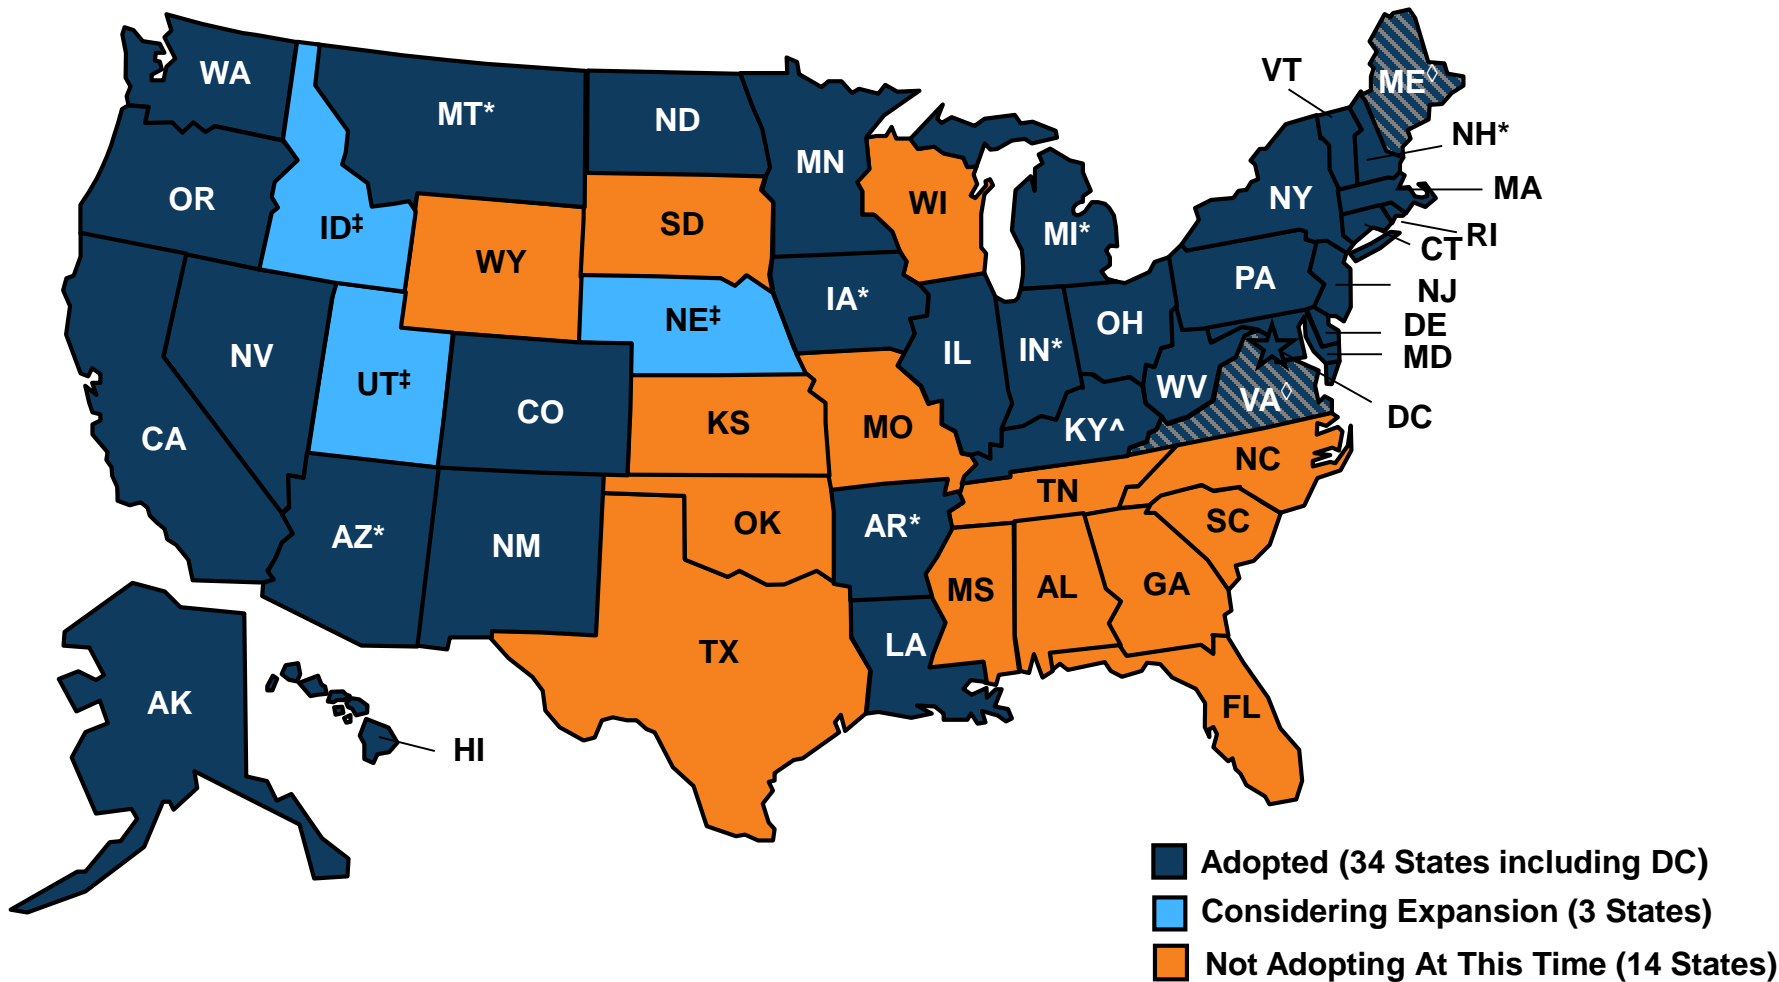 WA
MT*
ND
MN
VT
ME◊
NH*
OR
ID‡
SD
WI
NY
MA
WY
MI*
RI
CT
IA*
PA
NJ
NE‡
OH
DE
NV
IL
IN*
MD
UT‡
WV
VA◊
DC
CO
KS
MO
KY^
CA
NC
TN
AZ*
NM
OK
AR*
SC
MS
AL
GA
TX
LA
AK
FL
HI
Adopted (34 States including DC)
Considering Expansion (3 States)
Not Adopting At This Time (14 States)